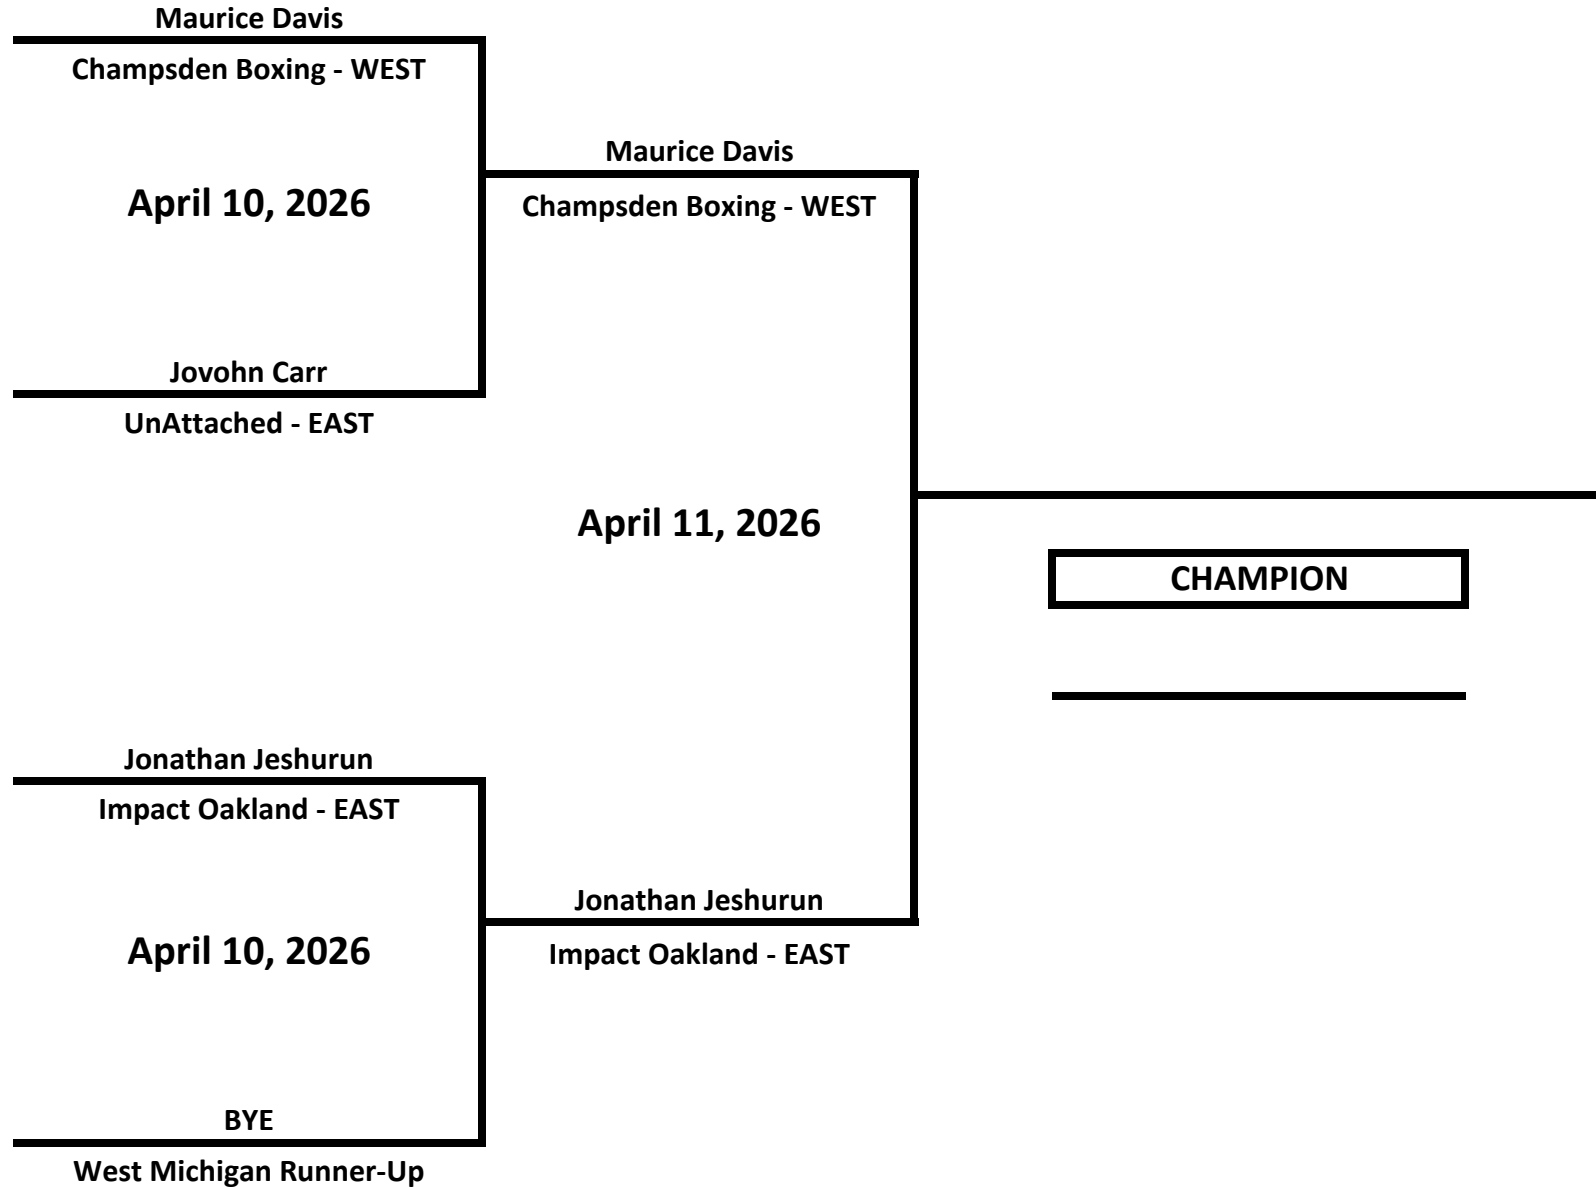 Maurice Davis
Champsden Boxing - WEST
April 10, 2026
Jovohn Carr
UnAttached - EAST
Maurice Davis
Champsden Boxing - WEST
April 11, 2026
CHAMPION
Jonathan Jeshurun
Impact Oakland - EAST
April 10, 2026
BYE
West Michigan Runner-Up
Jonathan Jeshurun
Impact Oakland - EAST